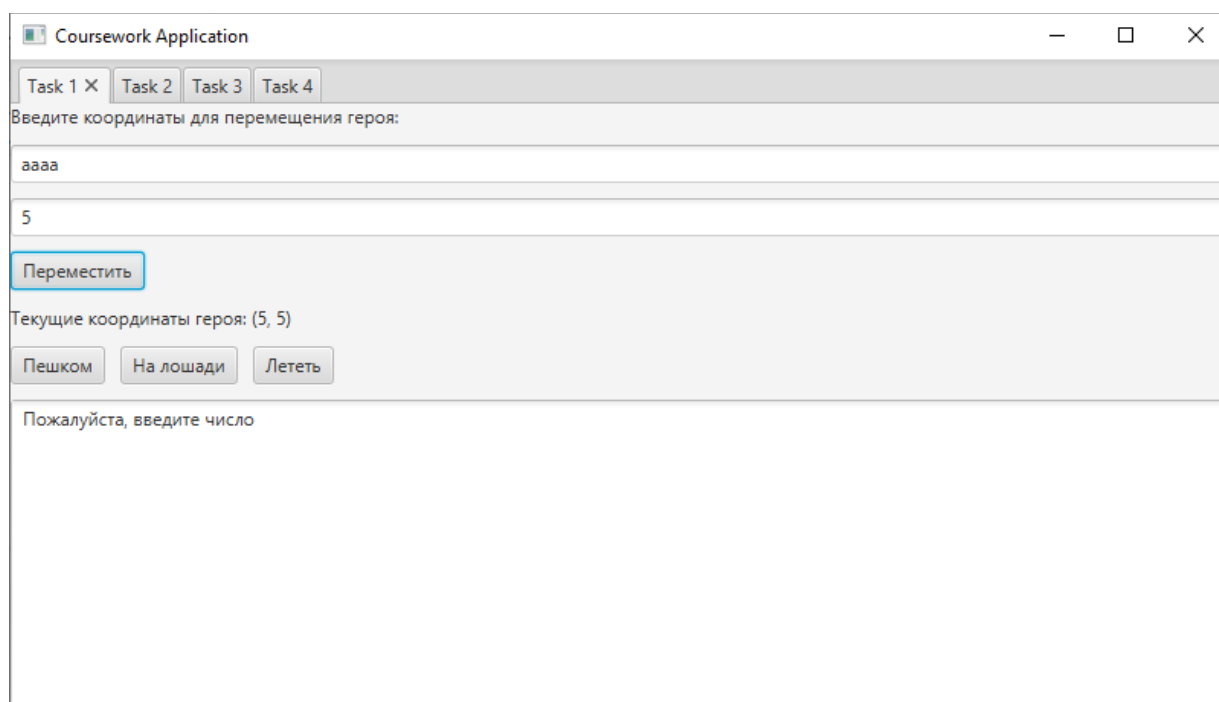 Coursework Application
Task 1 Task 2 Task 3 Task 4
Введите координаты для перемещения героя:
aaaa
5
Переместить
Текущие координаты героя: (5, 5)
Пешком На лошади Лететь
Пожалуйста, введите число